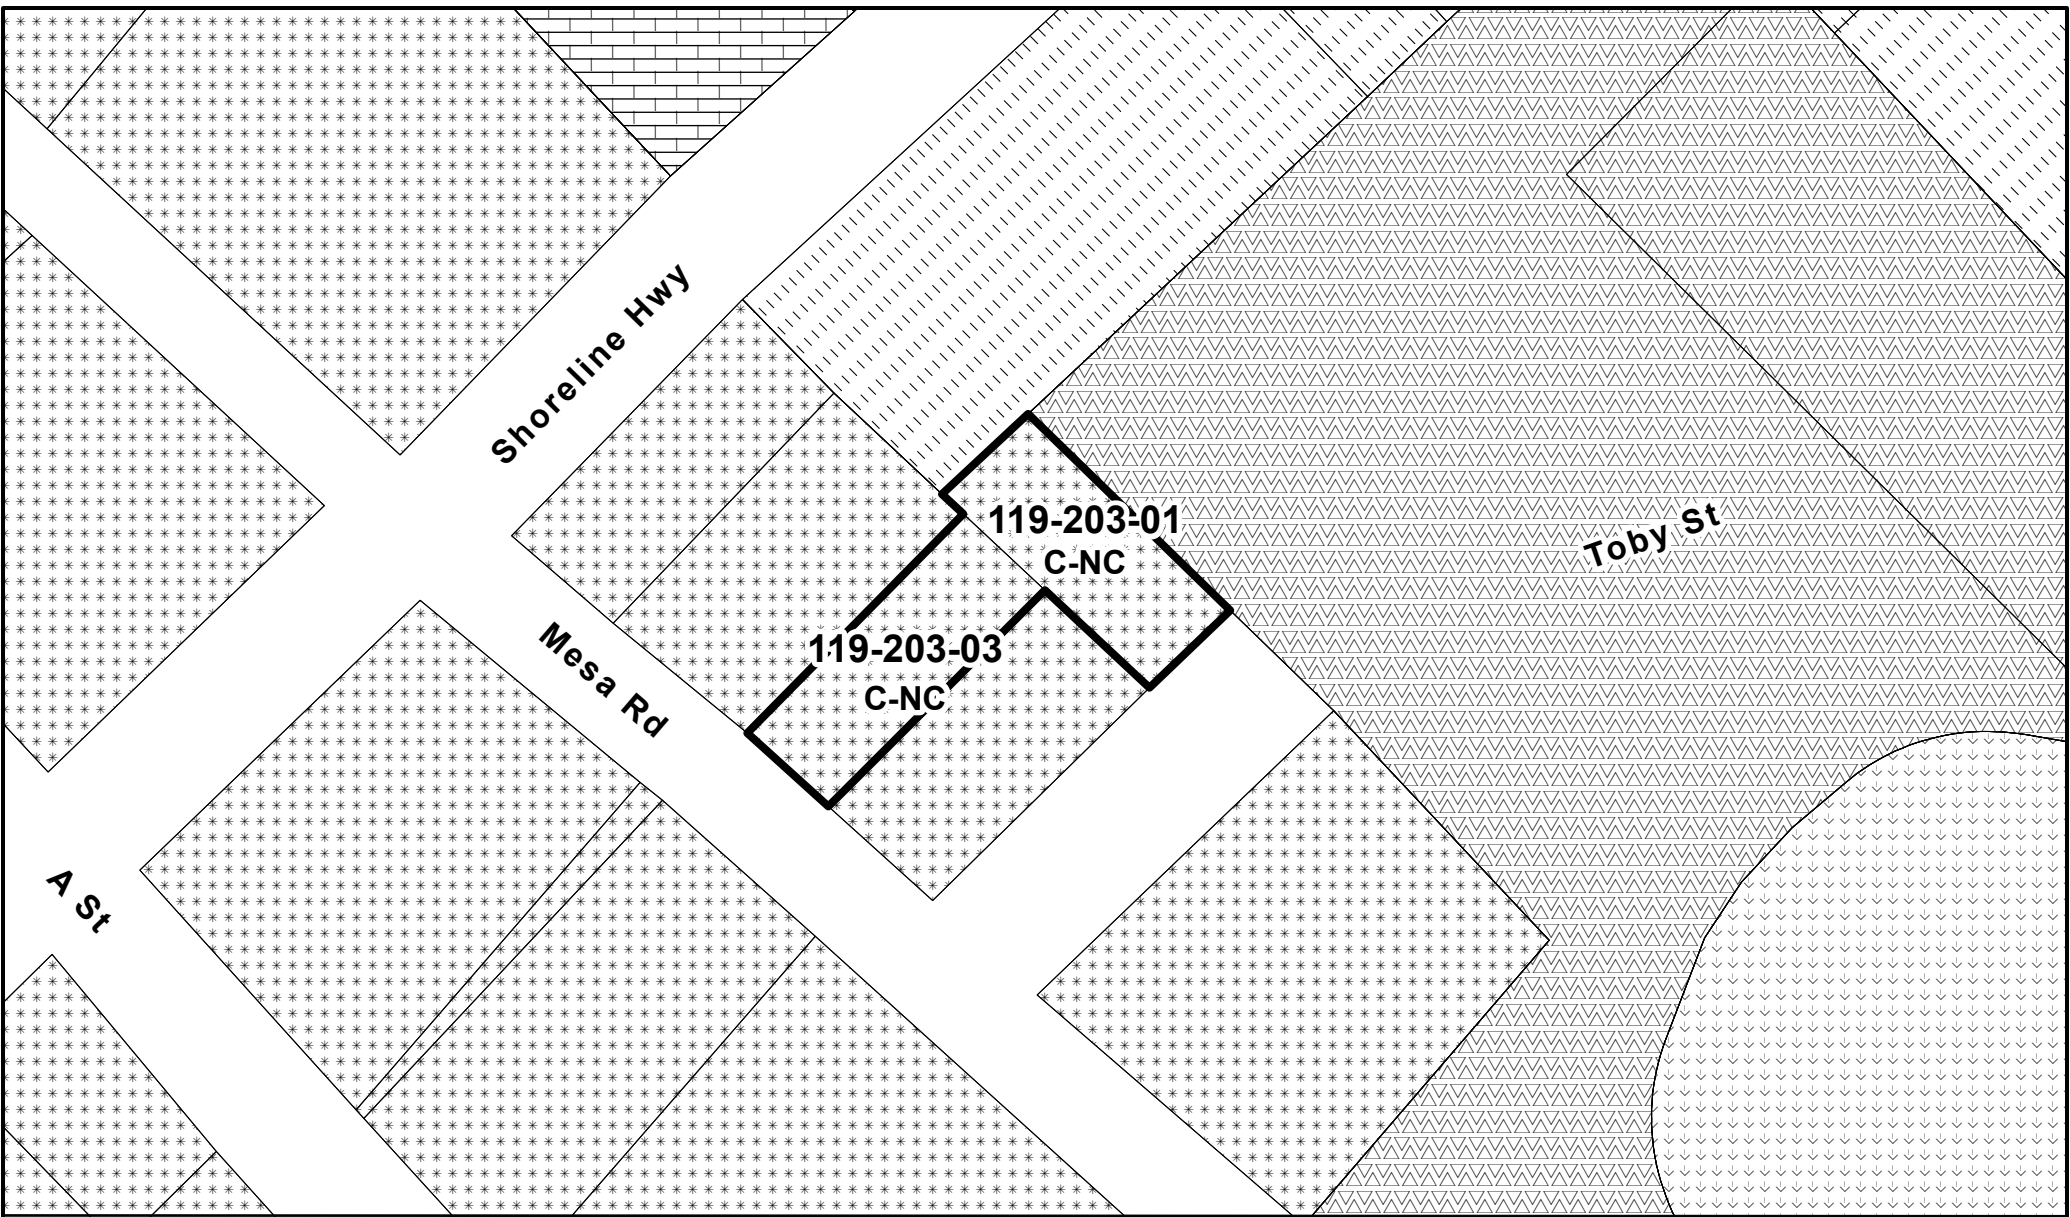 Shoreline Hwy
119-203-01
C-NC
Toby St
Mesa Rd
119-203-03
C-NC
A St